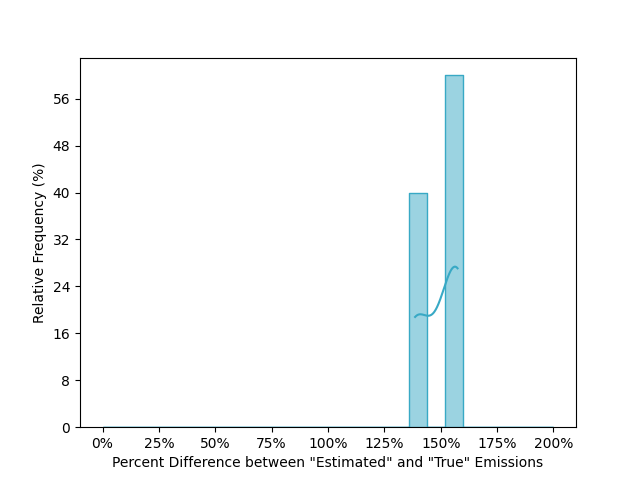 56
48
40
32
24
16
8
0
Relative Frequency (%)
0% 25% 50% 75% 100% 125% 150% 175% 200%
Percent Difference between "Estimated" and "True" Emissions